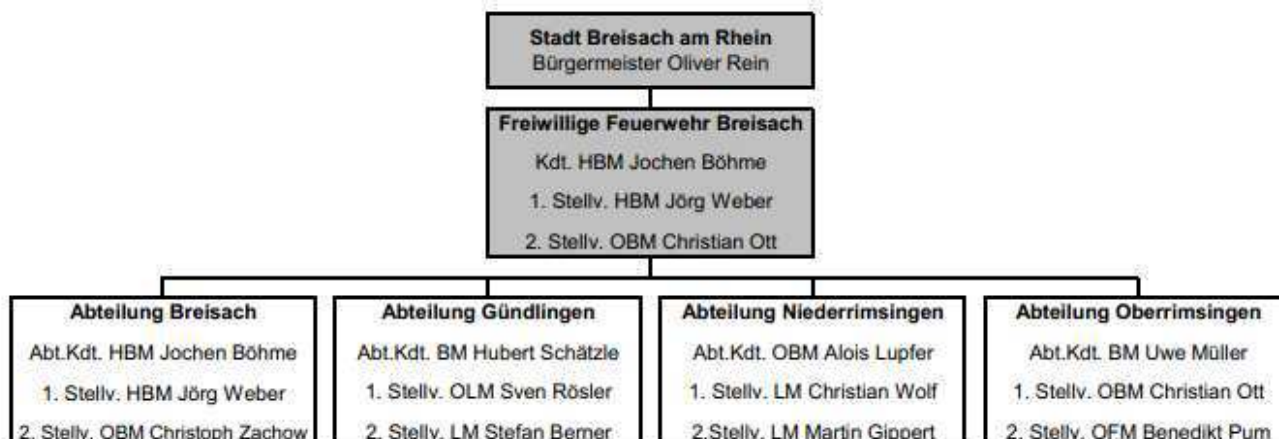 Stadt Breisach am Rhein
Bürgermeister Oliver Rein
Freiwillige Feuerwehr Breisach
Kdt. HBM Jochen Böhme
1. Stellv. HBM Jörg Weber
2. Stellv. OBM Christian Ott
Abteilung Breisach
Abt.Kdt. HBM Jochen Böhme
1. Stellv. HBM Jörg Weber
2. Stellv. OBM Christoph Zachow
Abteilung Gündlingen
Abt.Kdt. BM Hubert Schätzle
1. Stellv. OLM Sven Rösler
2. Stellv. LM Stefan Berner
Abteilung Niederrimsingen
Abt.Kdt. OBM Alois Lupfer
1. Stellv. LM Christian Wolf
2.Stellv. LM Martin Gippert
Abteilung Oberrimsingen
Abt.Kdt. BM Uwe Müller
1. Stellv. OBM Christian Ott
2. Stellv. OFM Benedikt Pum